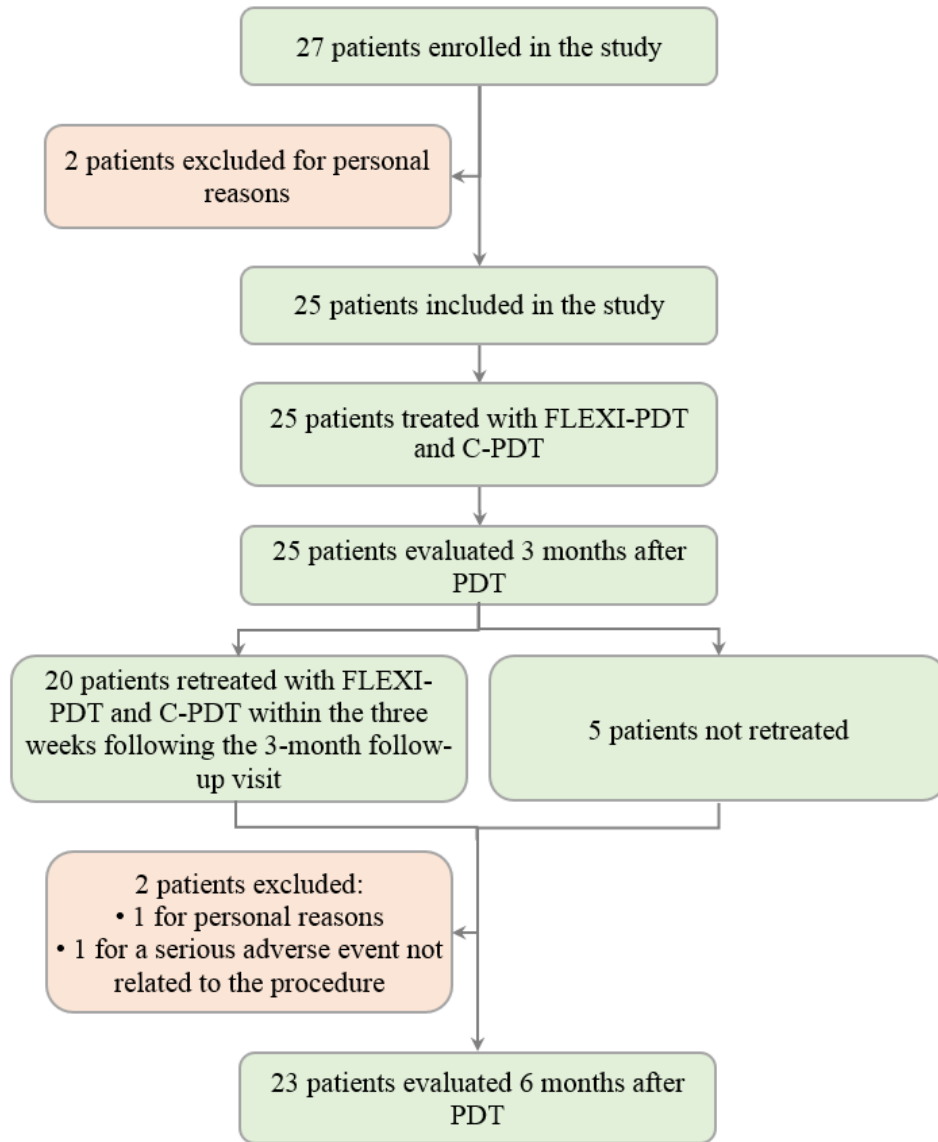 27 patients enrolled in the study
2 patients excluded for personal
reasons
25 patients included in the study
25 patients treated with FLEXI-PDT
and C-PDT
25 patients evaluated 3 months after
PDT
20 patients retreated with FLEXI-
PDT and C-PDT within the three
weeks following the 3-month follow-
up visit
5 patients not retreated
2 patients excluded:
• 1 for personal reasons
• 1 for a serious adverse event not
related to the procedure
23 patients evaluated 6 months after
PDT